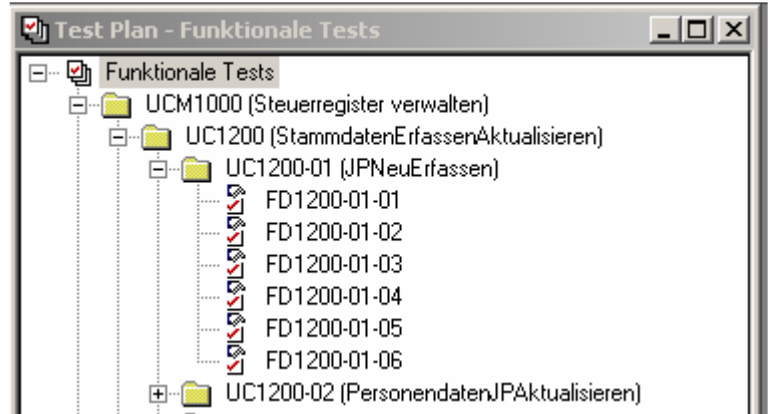 Test Plan - Funktionale Tests
Funktionale Tests
UCM1000 (Steuerregister verwalten)
UC1200 (StammdatenErfassenAktualisieren)
UC1200-01 (JPNeuErfassen)
FD1200-01-01
FD1200-01-02
FD1200-01-03
FD1200-01-04
FD1200-01-05
FD1200-01-06
UC1200-02 (PersonendatenJPAktualisieren)